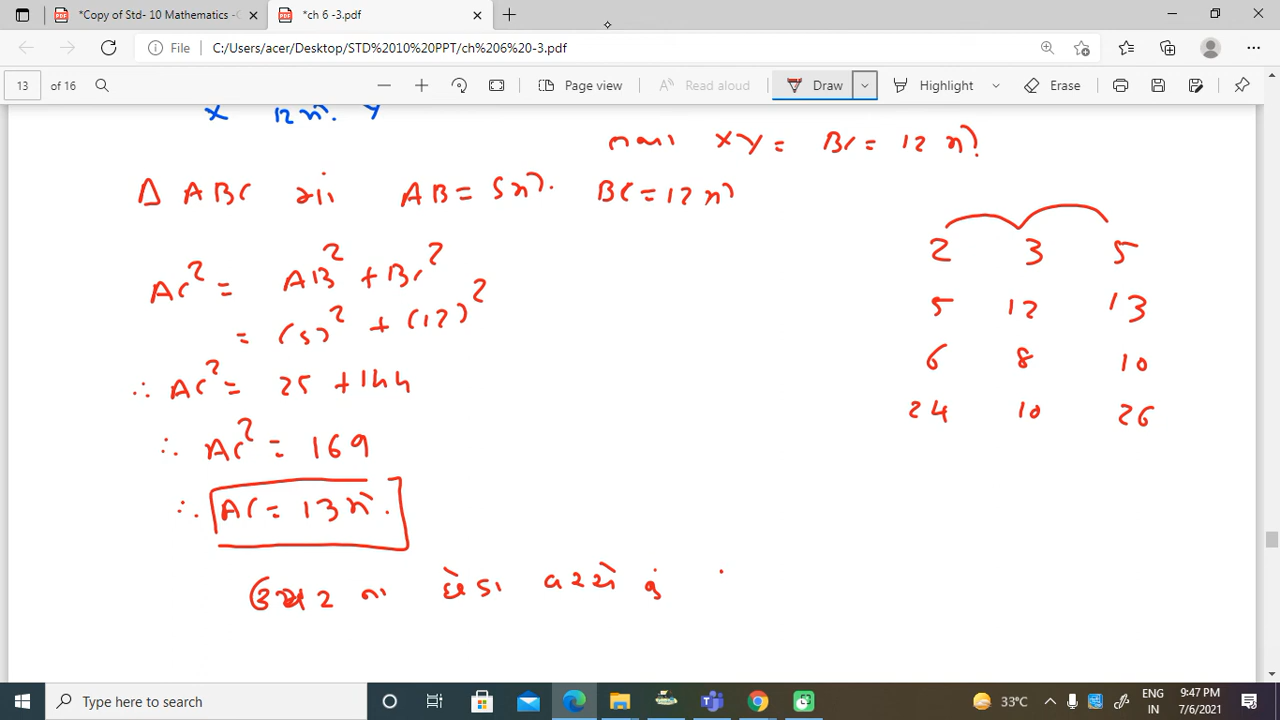 *Copy of Std- 10 Mathematics -
*ch 6 -3.pdf
File
C:/Users/acer/Desktop/STD%2010%20PPT/ch%206%20-3.pdf
13 of 16
Page view
Read aloud
Draw
Highlight
Erase
X 12 મી. Y
XY = BC = 12 મી.
Δ ABC માં AB = 5 મી. BC = 12 મી
AC² = AB² + BC²
= (5)² + (12)²
∴ AC² = 25 + 144
∴ AC² = 169
∴ AC = 13 મી.
2 3 5
5 12 13
6 8 10
24 10 26
Type here to search
33°C
ENG
IN
9:47 PM
7/6/2021